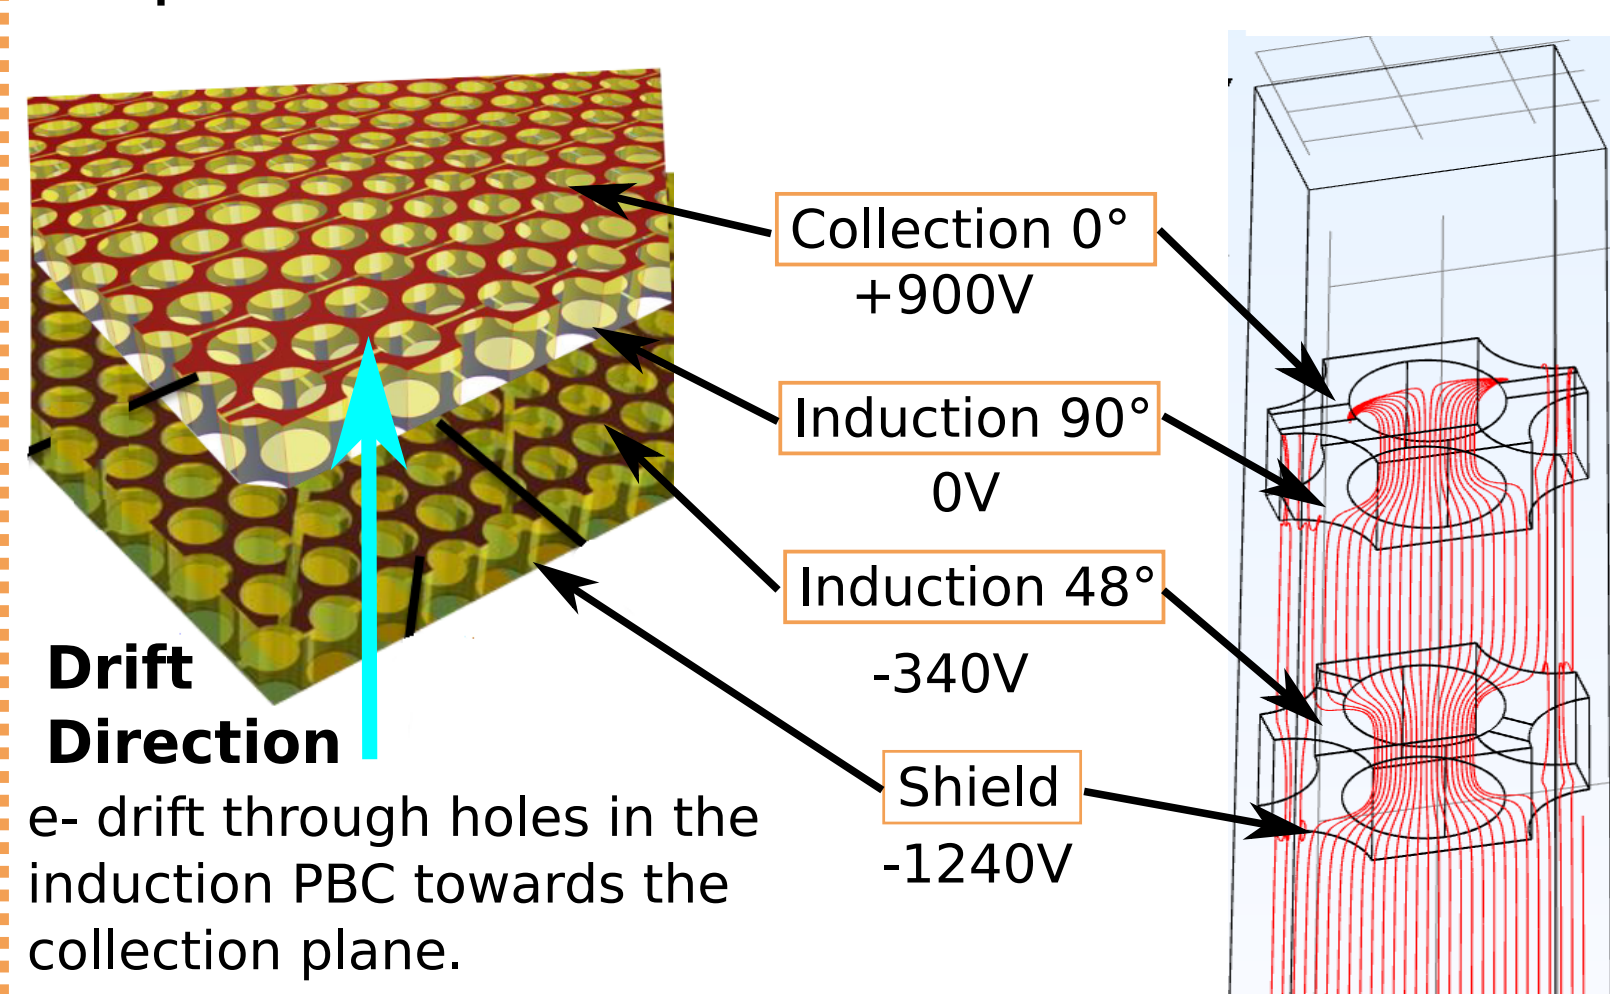 Collection 0°
+900V
Induction 90°
0V
Induction 48°
-340V
Shield
-1240V
Drift
Direction
e- drift through holes in the
induction PBC towards the
collection plane.